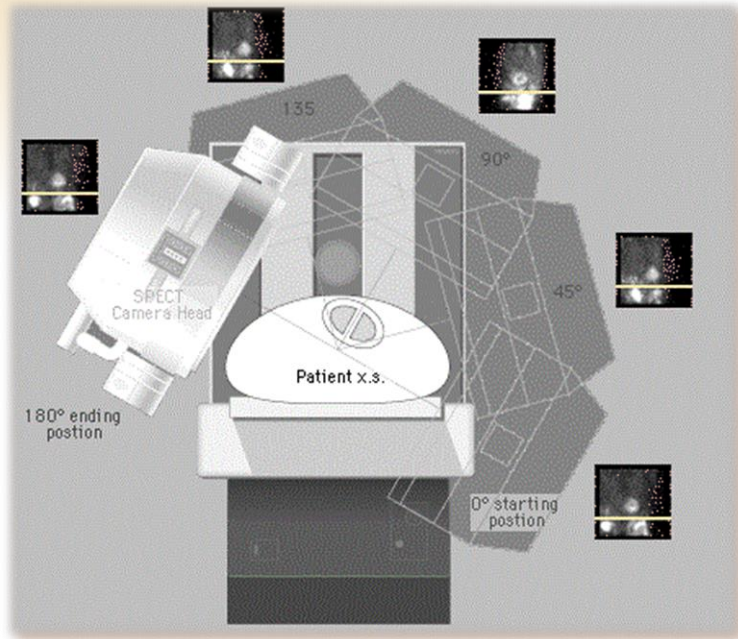 135
90°
45°
SPECT
Camera Head
Patient x.s.
180° ending
postion
0° starting
postion